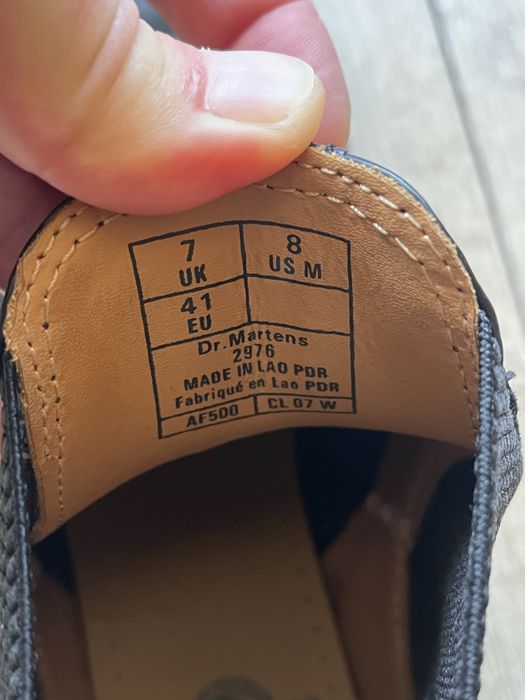 7 8
UK US M
41
EU
Dr.Martens
2976
MADE IN LAO PDR
Fabriqué en Lao PDR
AF500 CL 07 W